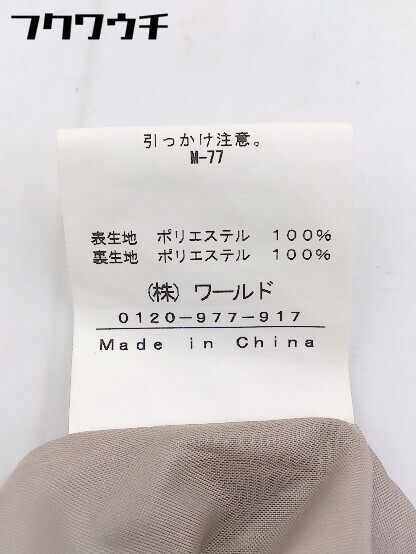 フクワウチ
引っかけ注意。
M-77
表生地 ポリエステル 100%
裏生地 ポリエステル 100%
(株) ワールド
0120-977-917
Made in China